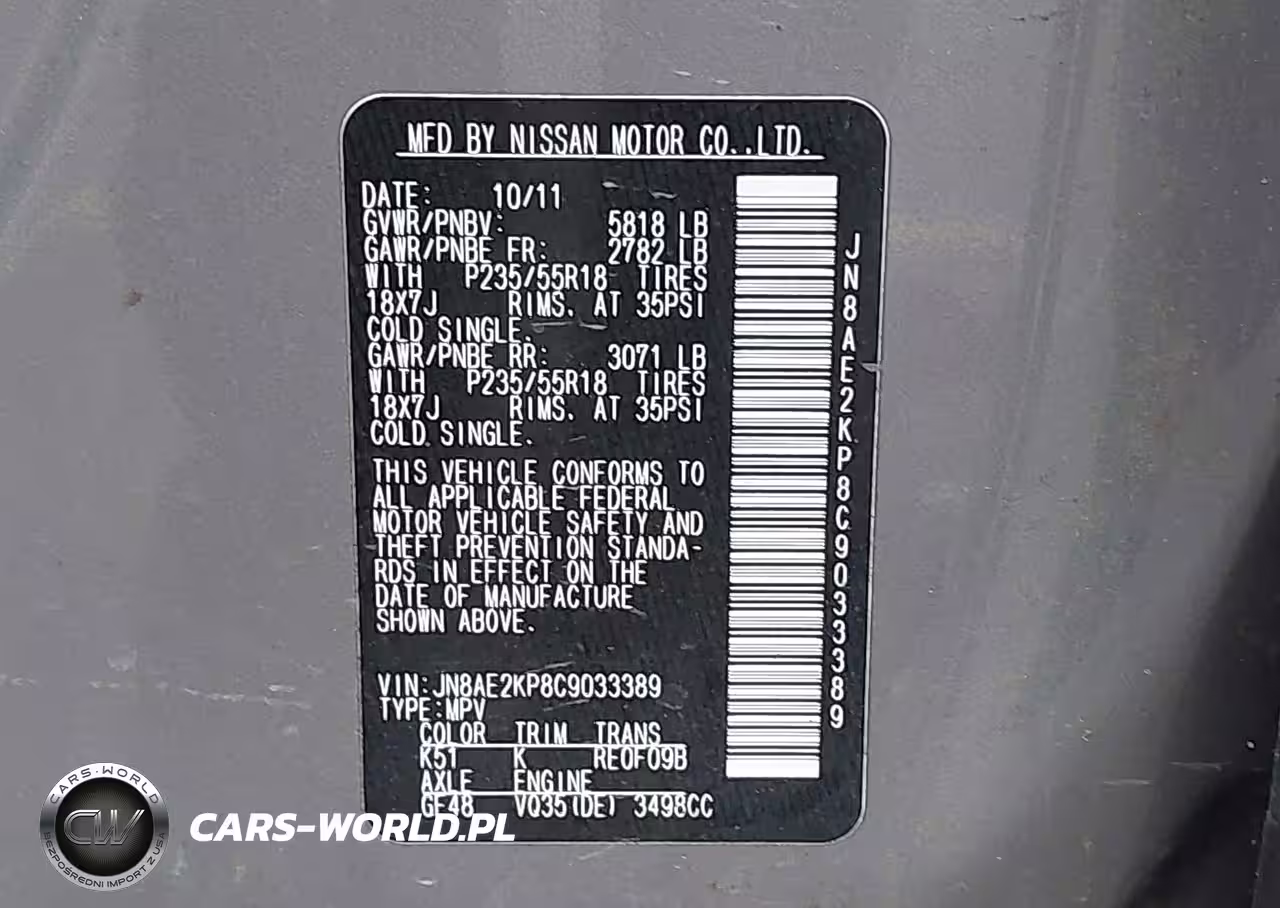 MFD BY NISSAN MOTOR CO.,LTD.
DATE: 10/11
GVWR/PNBV: 5818 LB
GAWR/PNBE FR: 2782 LB
WITH P235/55R18 TIRES
18X7J RIMS. AT 35PSI
COLD SINGLE.
GAWR/PNBE RR: 3071 LB
WITH P235/55R18 TIRES
18X7J RIMS. AT 35PSI
COLD SINGLE.
THIS VEHICLE CONFORMS TO
ALL APPLICABLE FEDERAL
MOTOR VEHICLE SAFETY AND
THEFT PREVENTION STANDA-
RDS IN EFFECT ON THE
DATE OF MANUFACTURE
SHOWN ABOVE.
VIN:JN8AE2KP8C9033389
TYPE:MPV
COLOR TRIM TRANS
K51 K RE0F09B
AXLE ENGINE
GF48 VQ35(DE) 3498CC
JN8AE2KP8C9033389
CARS-WORLD
CW
BEZPOŚREDNI IMPORT Z USA
CARS-WORLD.PL